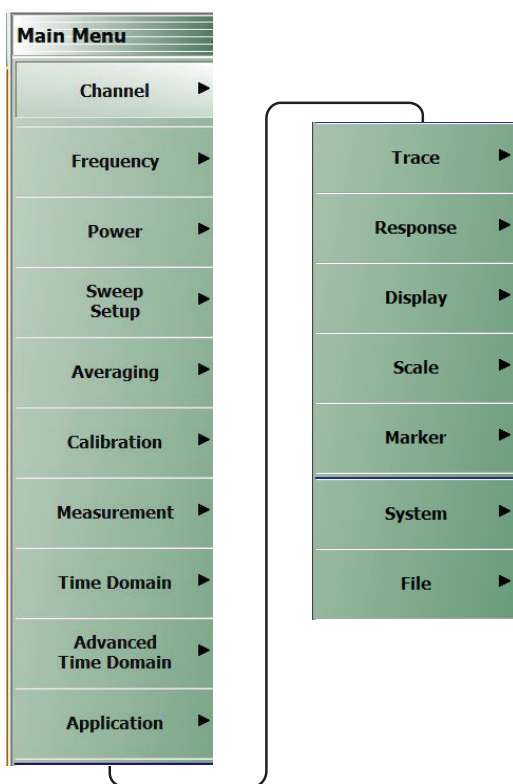 Main Menu
Channel
Frequency
Power
Sweep
Setup
Averaging
Calibration
Measurement
Time Domain
Advanced
Time Domain
Application
Trace
Response
Display
Scale
Marker
System
File